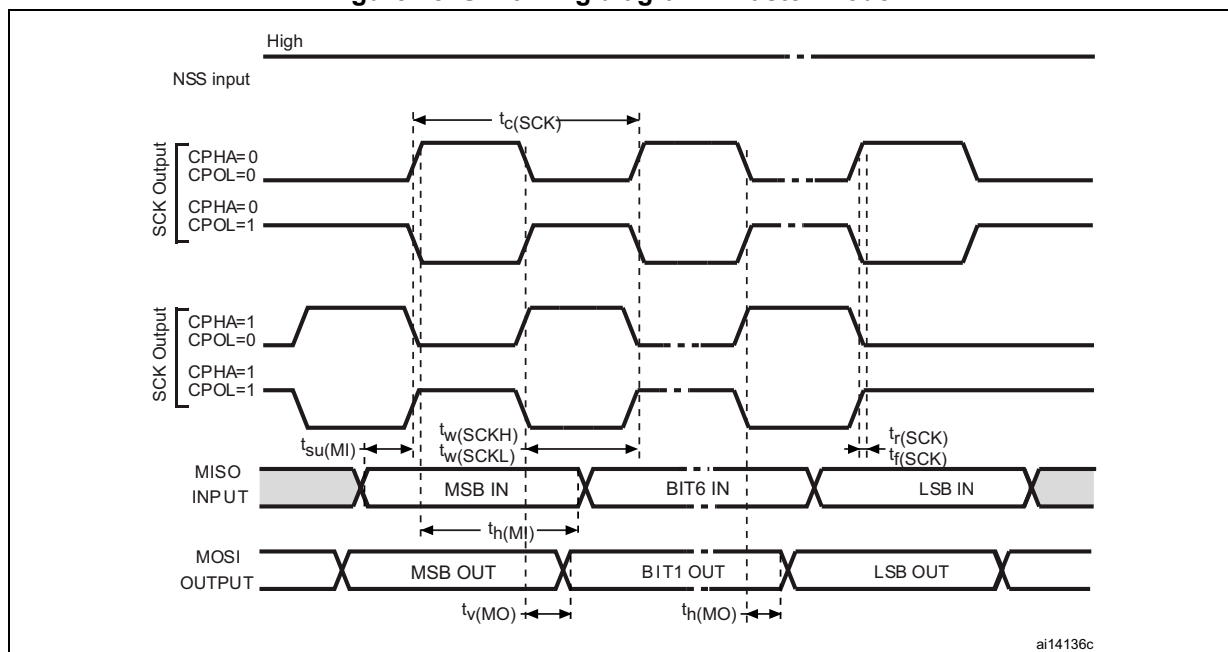 High
NSS input
tc(SCK)
SCK Output
CPHA=0
CPOL=0
CPHA=0
CPOL=1
SCK Output
CPHA=1
CPOL=0
CPHA=1
CPOL=1
tsu(MI)
tw(SCKH)
tw(SCKL)
tr(SCK)
tf(SCK)
MISO
INPUT
MSB IN
BIT6 IN
LSB IN
th(MI)
MOSI
OUTPUT
MSB OUT
BIT1 OUT
LSB OUT
tv(MO)
th(MO)
ai14136c